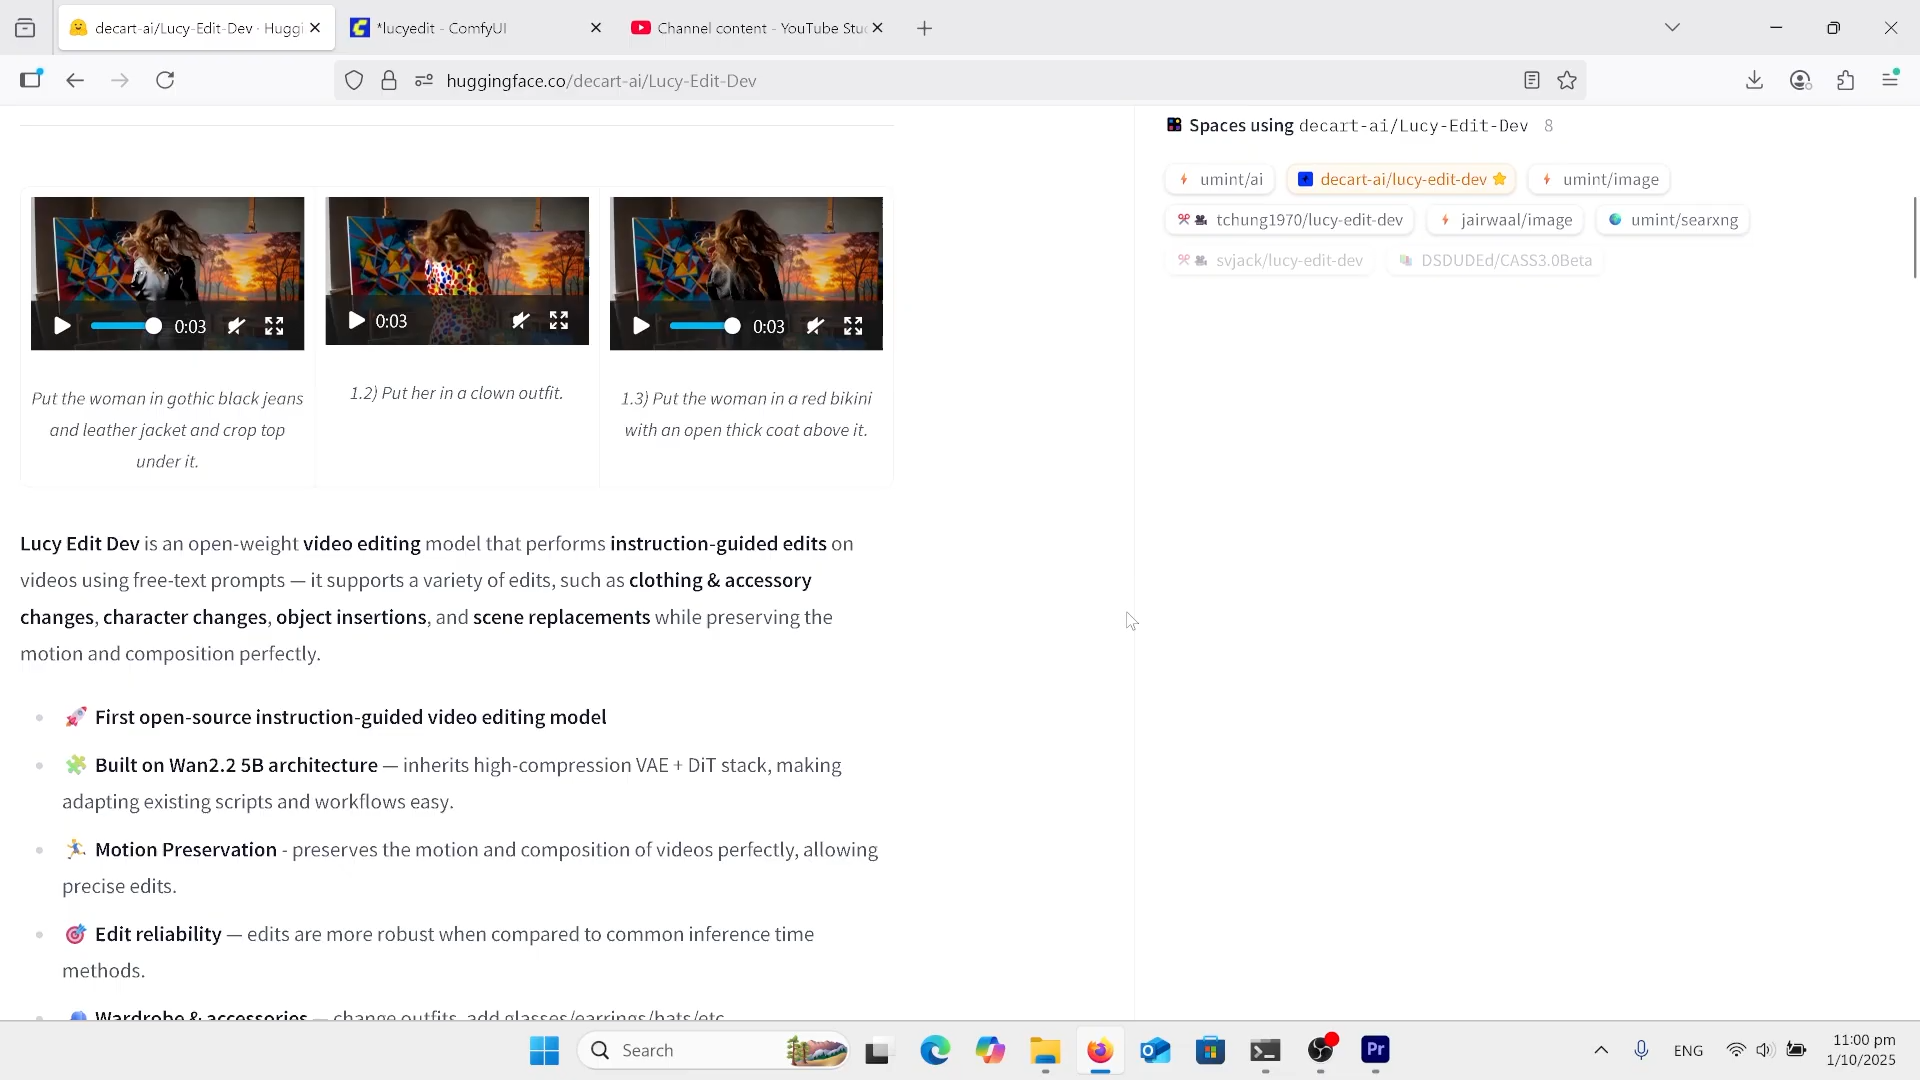 decart-ai/Lucy-Edit-Dev · Huggi
*lucyedit - ComfyUI
Channel content - YouTube Stu
huggingface.co/decart-ai/Lucy-Edit-Dev
Spaces using decart-ai/Lucy-Edit-Dev 8
umint/ai
decart-ai/lucy-edit-dev
umint/image
tchung1970/lucy-edit-dev
jairwaal/image
umint/searxng
svjack/lucy-edit-dev
DSDUDEd/CASS3.0Beta
0:03
0:03
0:03
Put the woman in gothic black jeans
and leather jacket and crop top
under it.
1.2) Put her in a clown outfit.
1.3) Put the woman in a red bikini
with an open thick coat above it.
Lucy Edit Dev is an open-weight video editing model that performs instruction-guided edits on
videos using free-text prompts — it supports a variety of edits, such as clothing & accessory
changes, character changes, object insertions, and scene replacements while preserving the
motion and composition perfectly.
First open-source instruction-guided video editing model
Built on Wan2.2 5B architecture — inherits high-compression VAE + DiT stack, making
adapting existing scripts and workflows easy.
Motion Preservation - preserves the motion and composition of videos perfectly, allowing
precise edits.
Edit reliability — edits are more robust when compared to common inference time
methods.
Wardrobe & accessories — change outfits, add glasses/earrings/hats/etc.
Search
Pr
ENG
11:00 pm
1/10/2025